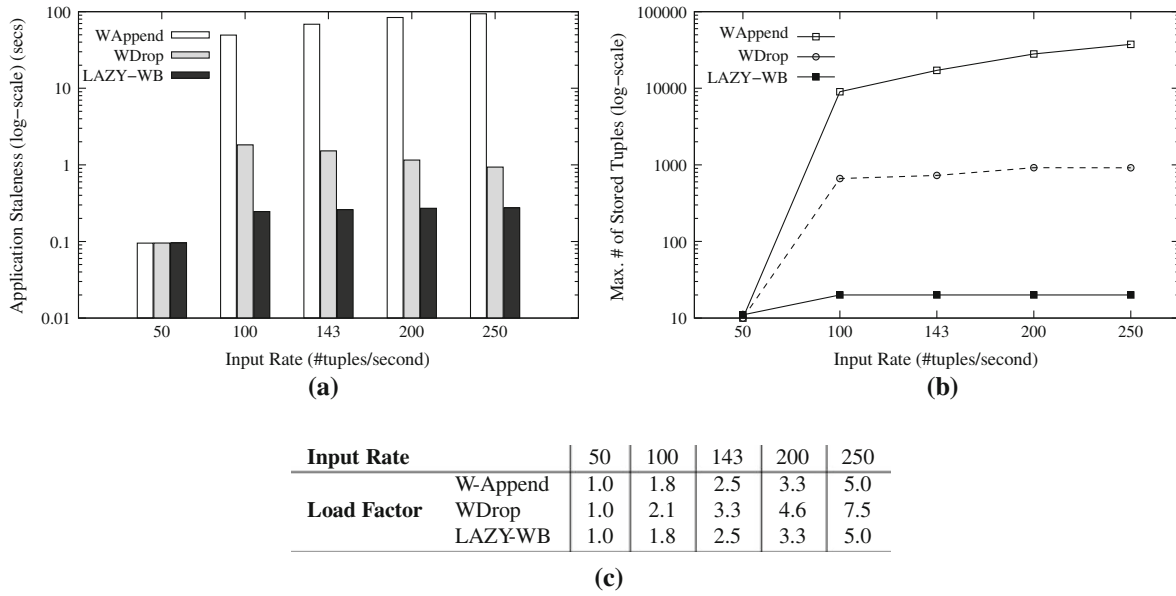 Application Staleness (log−scale) (secs)
100
10
1
0.1
0.01
WAppend
WDrop
LAZY−WB
50 100 143 200 250
Input Rate (#tuples/second)
(a)
Max. # of Stored Tuples (log−scale)
100000
10000
1000
100
10
WAppend
WDrop
LAZY−WB
50 100 143 200 250
Input Rate (#tuples/second)
(b)
Input Rate 50 100 143 200 250
W-Append 1.0 1.8 2.5 3.3 5.0
Load Factor WDrop 1.0 2.1 3.3 4.6 7.5
LAZY-WB 1.0 1.8 2.5 3.3 5.0
(c)